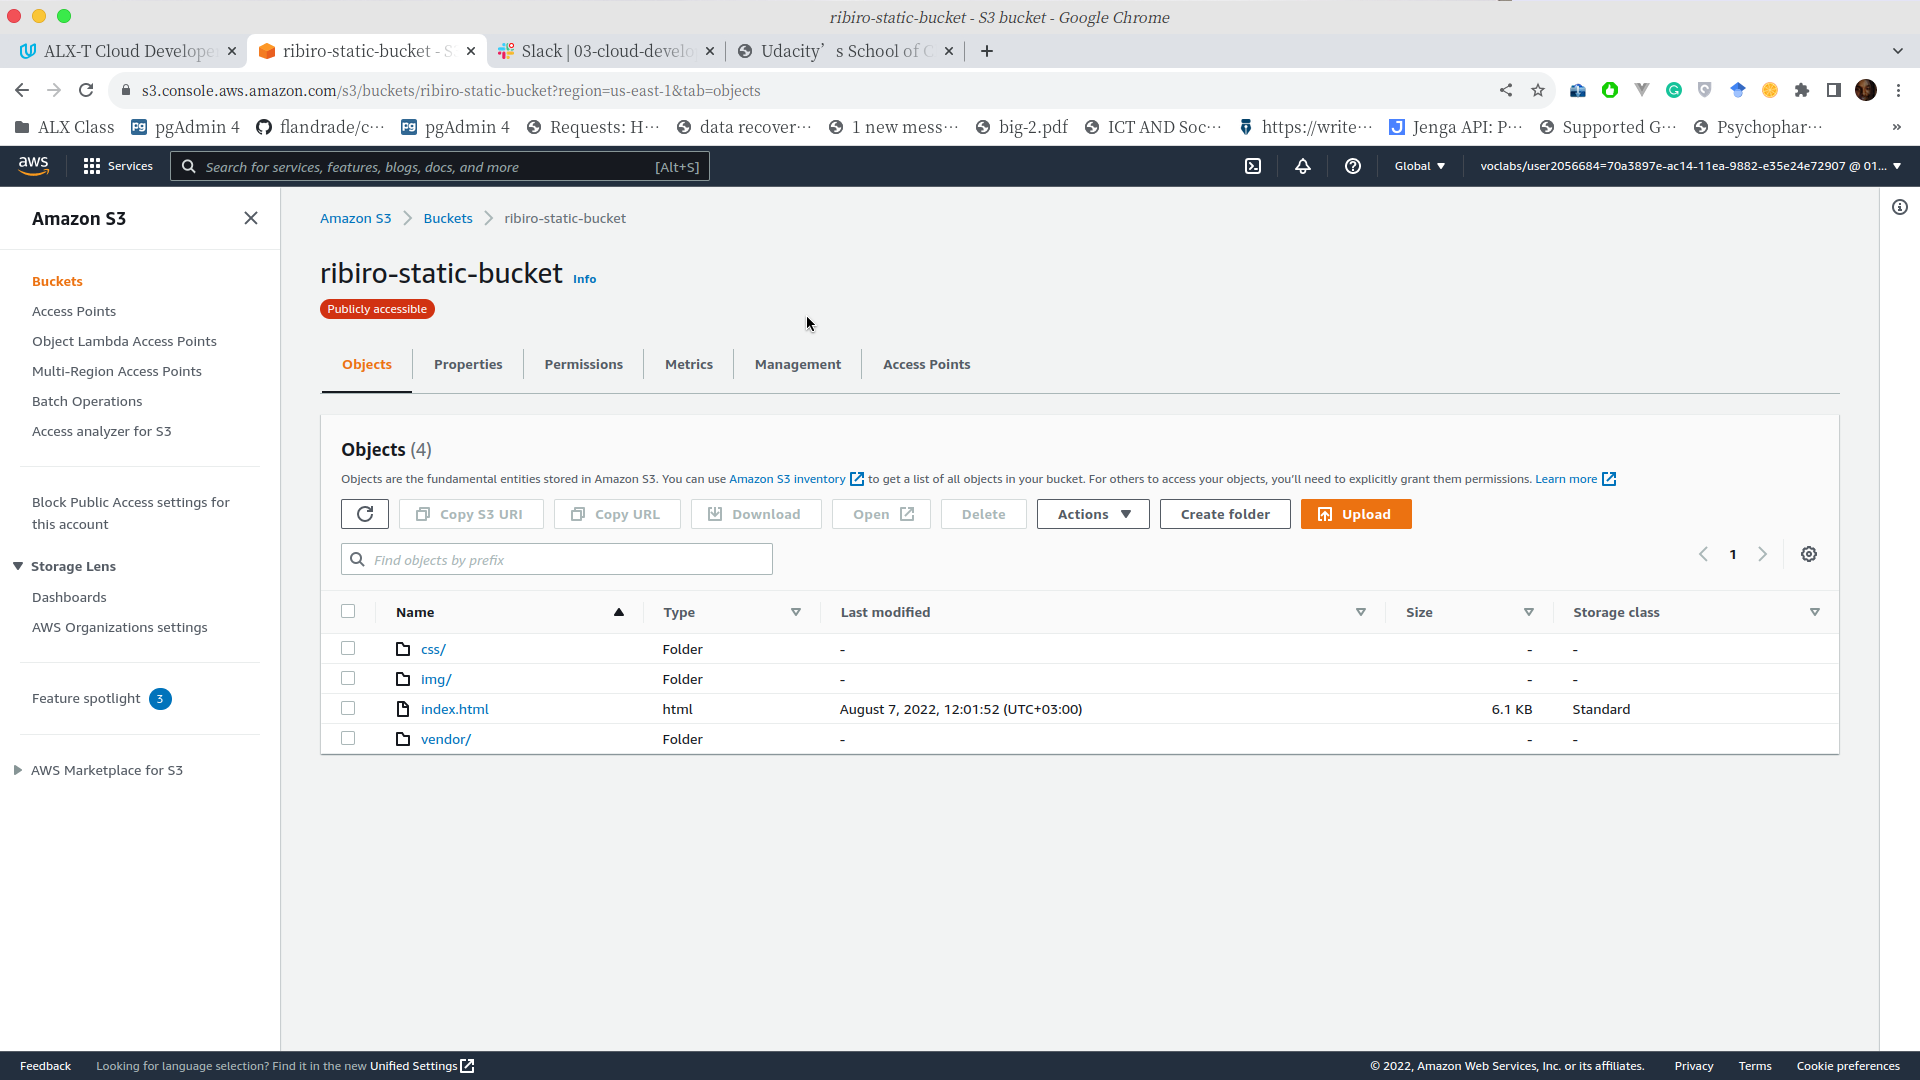 ribiro-static-bucket - S3 bucket - Google Chrome
ALX-T Cloud Develope
ribiro-static-bucket - S
Slack | 03-cloud-develo
Udacity’s School of C
s3.console.aws.amazon.com/s3/buckets/ribiro-static-bucket?region=us-east-1&tab=objects
ALX Class
pgAdmin 4
flandrade/c…
pgAdmin 4
Requests: H…
data recover…
1 new mess…
big-2.pdf
ICT AND Soc…
https://write…
Jenga API: P…
Supported G…
Psychophar…
»
aws
Services
Search for services, features, blogs, docs, and more
[Alt+S]
Global
voclabs/user2056684=70a3897e-ac14-11ea-9882-e35e24e72907 @ 01...
Amazon S3
Buckets
Access Points
Object Lambda Access Points
Multi-Region Access Points
Batch Operations
Access analyzer for S3
Block Public Access settings for
this account
Storage Lens
Dashboards
AWS Organizations settings
Feature spotlight 3
AWS Marketplace for S3
Amazon S3
Buckets
ribiro-static-bucket
ribiro-static-bucket Info
Publicly accessible
Objects
Properties
Permissions
Metrics
Management
Access Points
Objects (4)
Objects are the fundamental entities stored in Amazon S3. You can use Amazon S3 inventory to get a list of all objects in your bucket. For others to access your objects, you’ll need to explicitly grant them permissions. Learn more
Copy S3 URI
Copy URL
Download
Open
Delete
Actions
Create folder
Upload
Find objects by prefix
1
Name Type Last modified Size Storage class
css/ Folder - - -
img/ Folder - - -
index.html html August 7, 2022, 12:01:52 (UTC+03:00) 6.1 KB Standard
vendor/ Folder - - -
Feedback
Looking for language selection? Find it in the new Unified Settings
© 2022, Amazon Web Services, Inc. or its affiliates.
Privacy
Terms
Cookie preferences